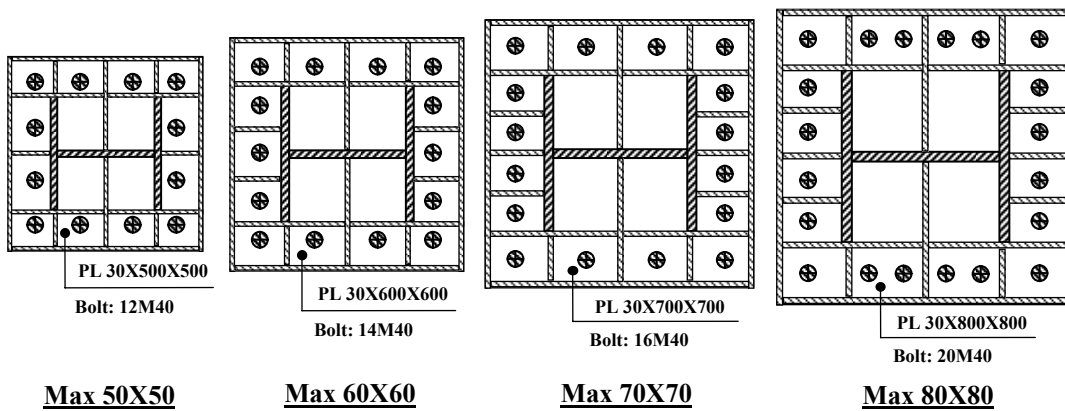 PL 30X500X500
Bolt: 12M40
Max 50X50
PL 30X600X600
Bolt: 14M40
Max 60X60
PL 30X700X700
Bolt: 16M40
Max 70X70
PL 30X800X800
Bolt: 20M40
Max 80X80